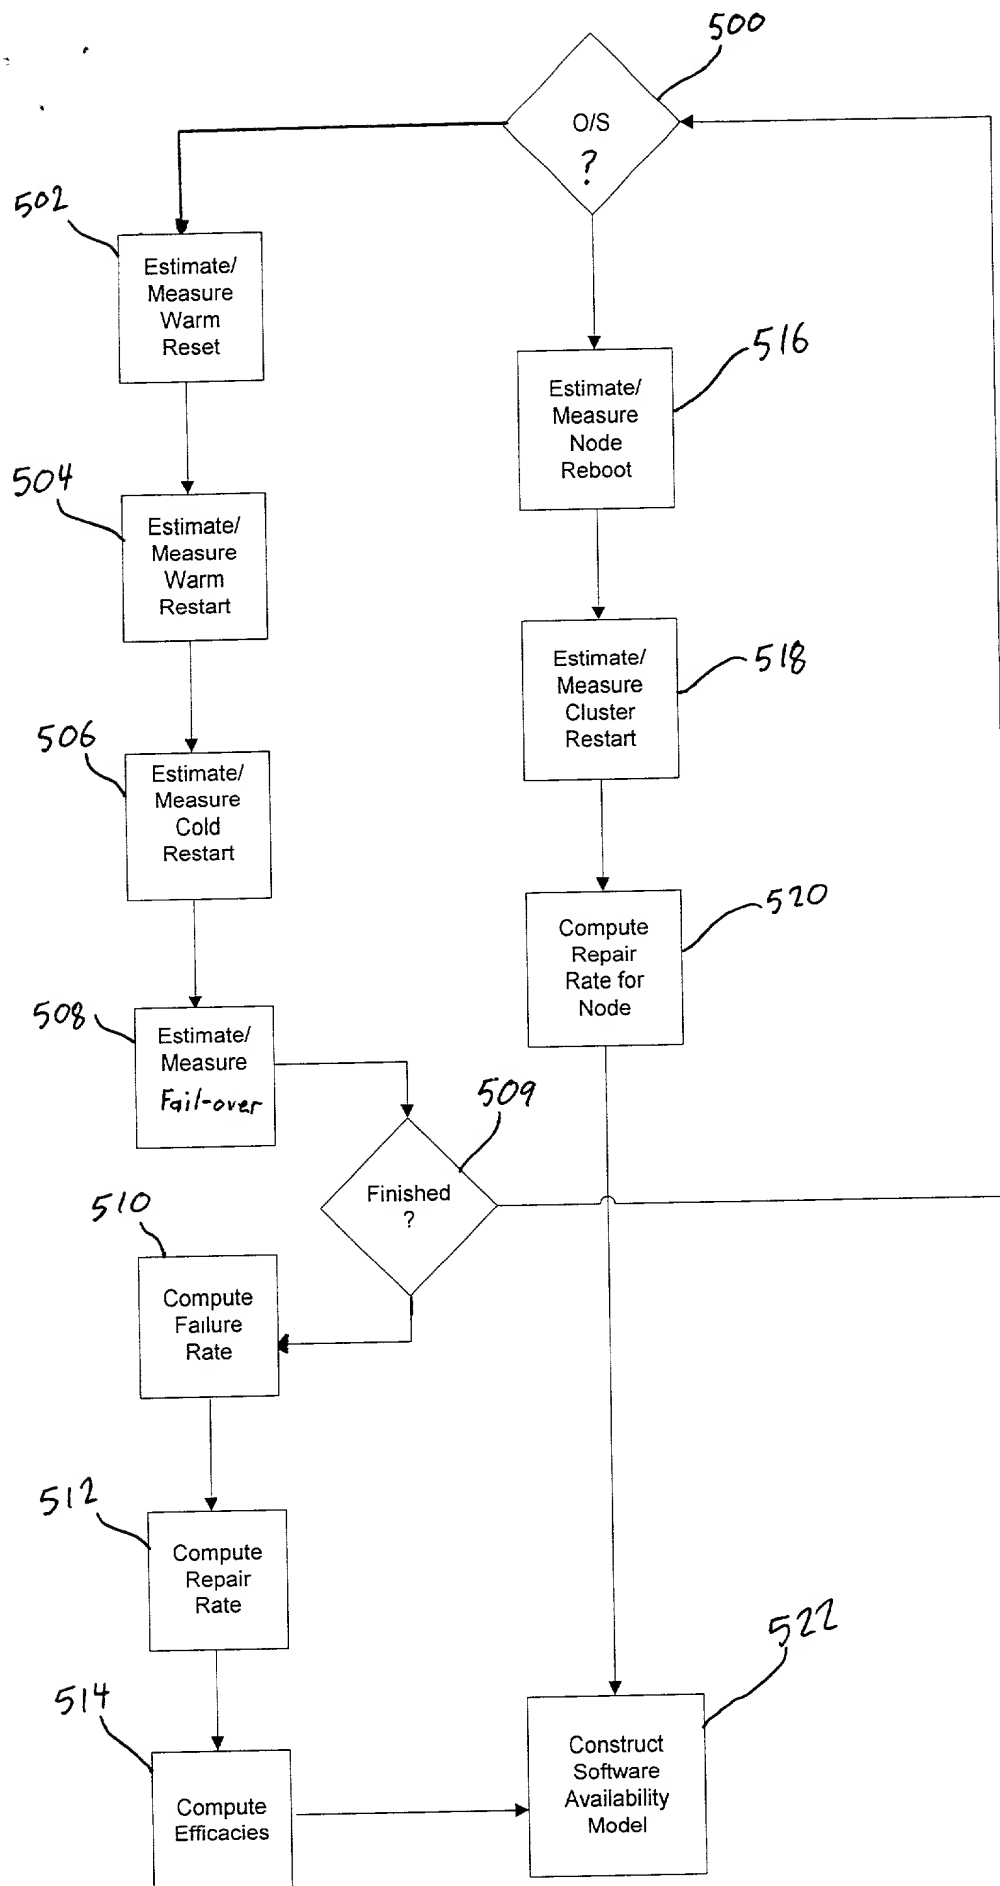 500
O/S
?
502
Estimate/
Measure
Warm
Reset
516
Estimate/
Measure
Node
Reboot
504
Estimate/
Measure
Warm
Restart
518
Estimate/
Measure
Cluster
Restart
506
Estimate/
Measure
Cold
Restart
520
Compute
Repair
Rate for
Node
508
Estimate/
Measure
Fail-over
509
Finished
?
510
Compute
Failure
Rate
512
Compute
Repair
Rate
514
Compute
Efficacies
522
Construct
Software
Availability
Model